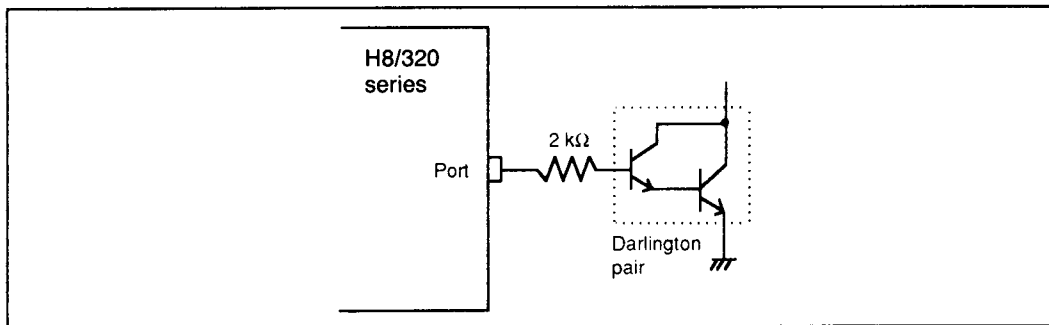 H8/320
series
2 kΩ
Port
Darlington
pair